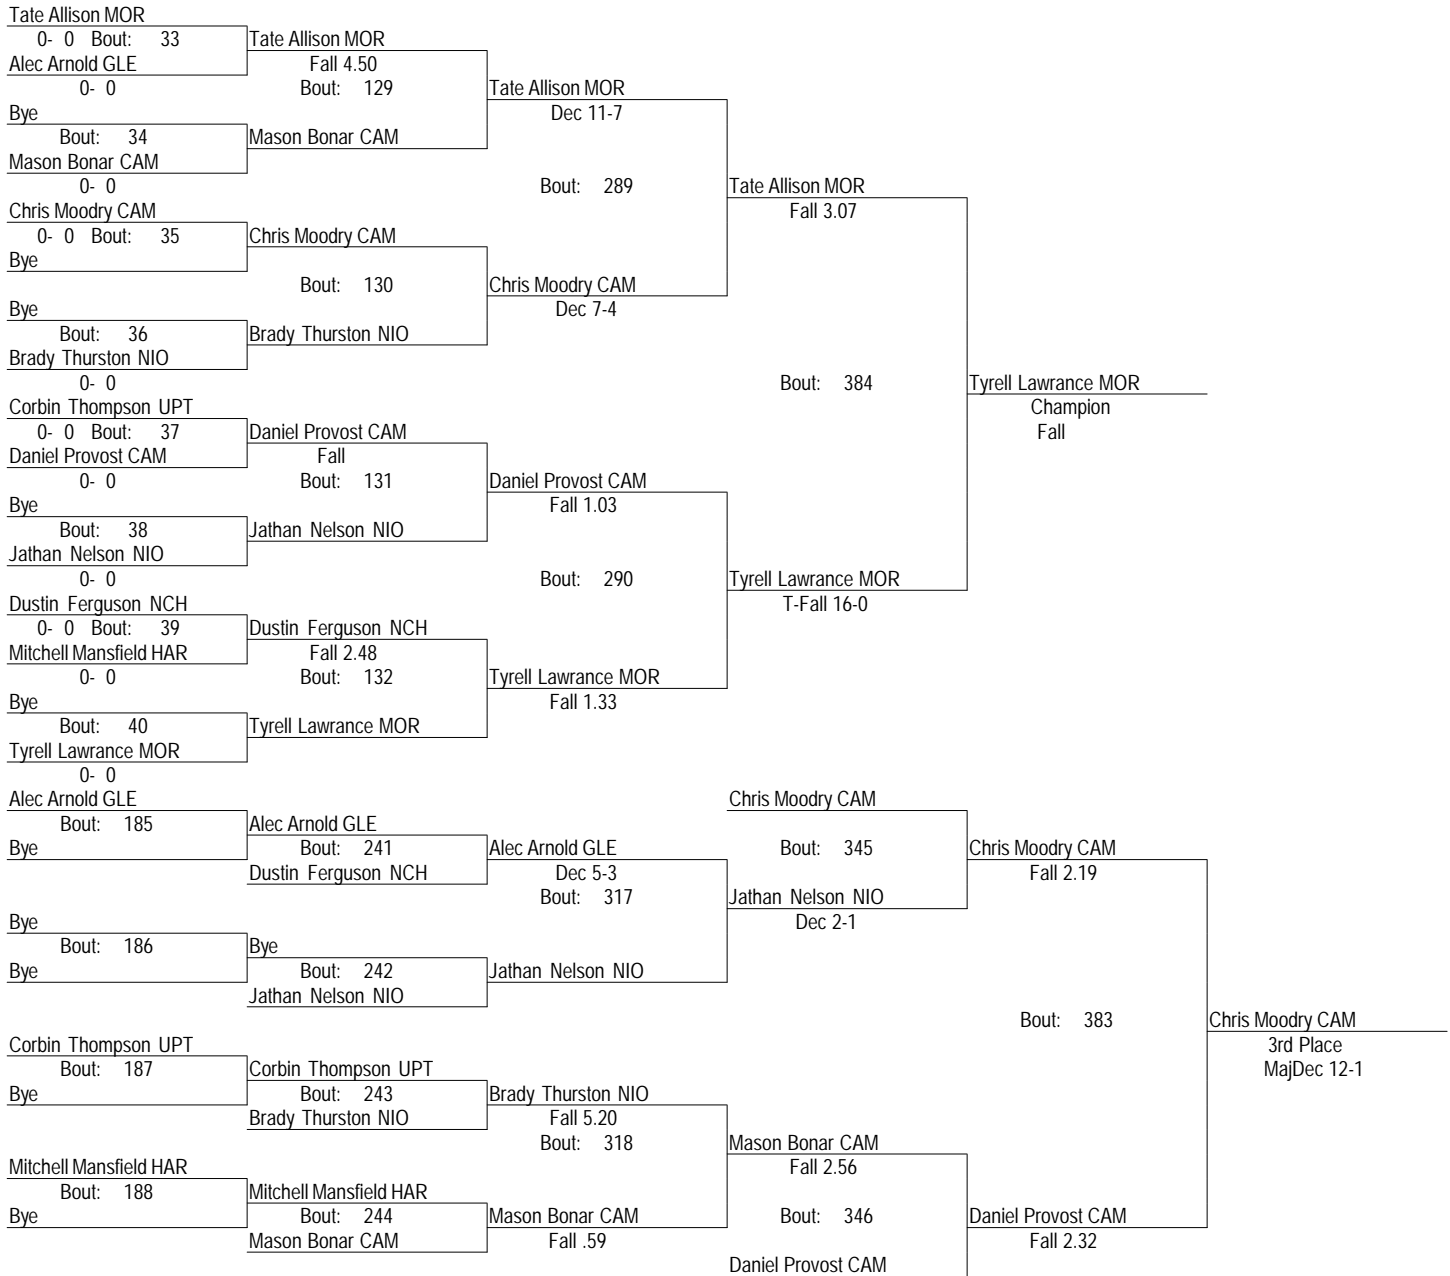 Tate Allison MOR
0- 0 Bout: 33 Tate Allison MOR
Alec Arnold GLE Fall 4.50
0- 0 Bout: 129 Tate Allison MOR
Bye Dec 11-7
Bout: 34 Mason Bonar CAM
Mason Bonar CAM
0- 0 Bout: 289 Tate Allison MOR
Chris Moodry CAM Fall 3.07
0- 0 Bout: 35 Chris Moodry CAM
Bye
Bout: 130 Chris Moodry CAM
Bye Dec 7-4
Bout: 36 Brady Thurston NIO
Brady Thurston NIO
0- 0 Bout: 384 Tyrell Lawrance MOR
Corbin Thompson UPT Champion
0- 0 Bout: 37 Daniel Provost CAM Fall
Daniel Provost CAM Fall
0- 0 Bout: 131 Daniel Provost CAM
Bye Fall 1.03
Bout: 38 Jathan Nelson NIO
Jathan Nelson NIO
0- 0 Bout: 290 Tyrell Lawrance MOR
Dustin Ferguson NCH T-Fall 16-0
0- 0 Bout: 39 Dustin Ferguson NCH
Mitchell Mansfield HAR Fall 2.48
0- 0 Bout: 132 Tyrell Lawrance MOR
Bye Fall 1.33
Bout: 40 Tyrell Lawrance MOR
Tyrell Lawrance MOR
0- 0
Alec Arnold GLE Chris Moodry CAM
Bout: 185 Alec Arnold GLE
Bye Bout: 241 Alec Arnold GLE Bout: 345 Chris Moodry CAM
Dustin Ferguson NCH Dec 5-3 Fall 2.19
Bout: 317 Jathan Nelson NIO
Bye Dec 2-1
Bout: 186 Bye
Bye Bout: 242 Jathan Nelson NIO
Jathan Nelson NIO
Bout: 383 Chris Moodry CAM
Corbin Thompson UPT 3rd Place
Bout: 187 Corbin Thompson UPT MajDec 12-1
Bye Bout: 243 Brady Thurston NIO
Brady Thurston NIO Fall 5.20
Bout: 318 Mason Bonar CAM
Mitchell Mansfield HAR Fall 2.56
Bout: 188 Mitchell Mansfield HAR
Bye Bout: 244 Mason Bonar CAM Bout: 346 Daniel Provost CAM
Mason Bonar CAM Fall .59 Fall 2.32
Daniel Provost CAM